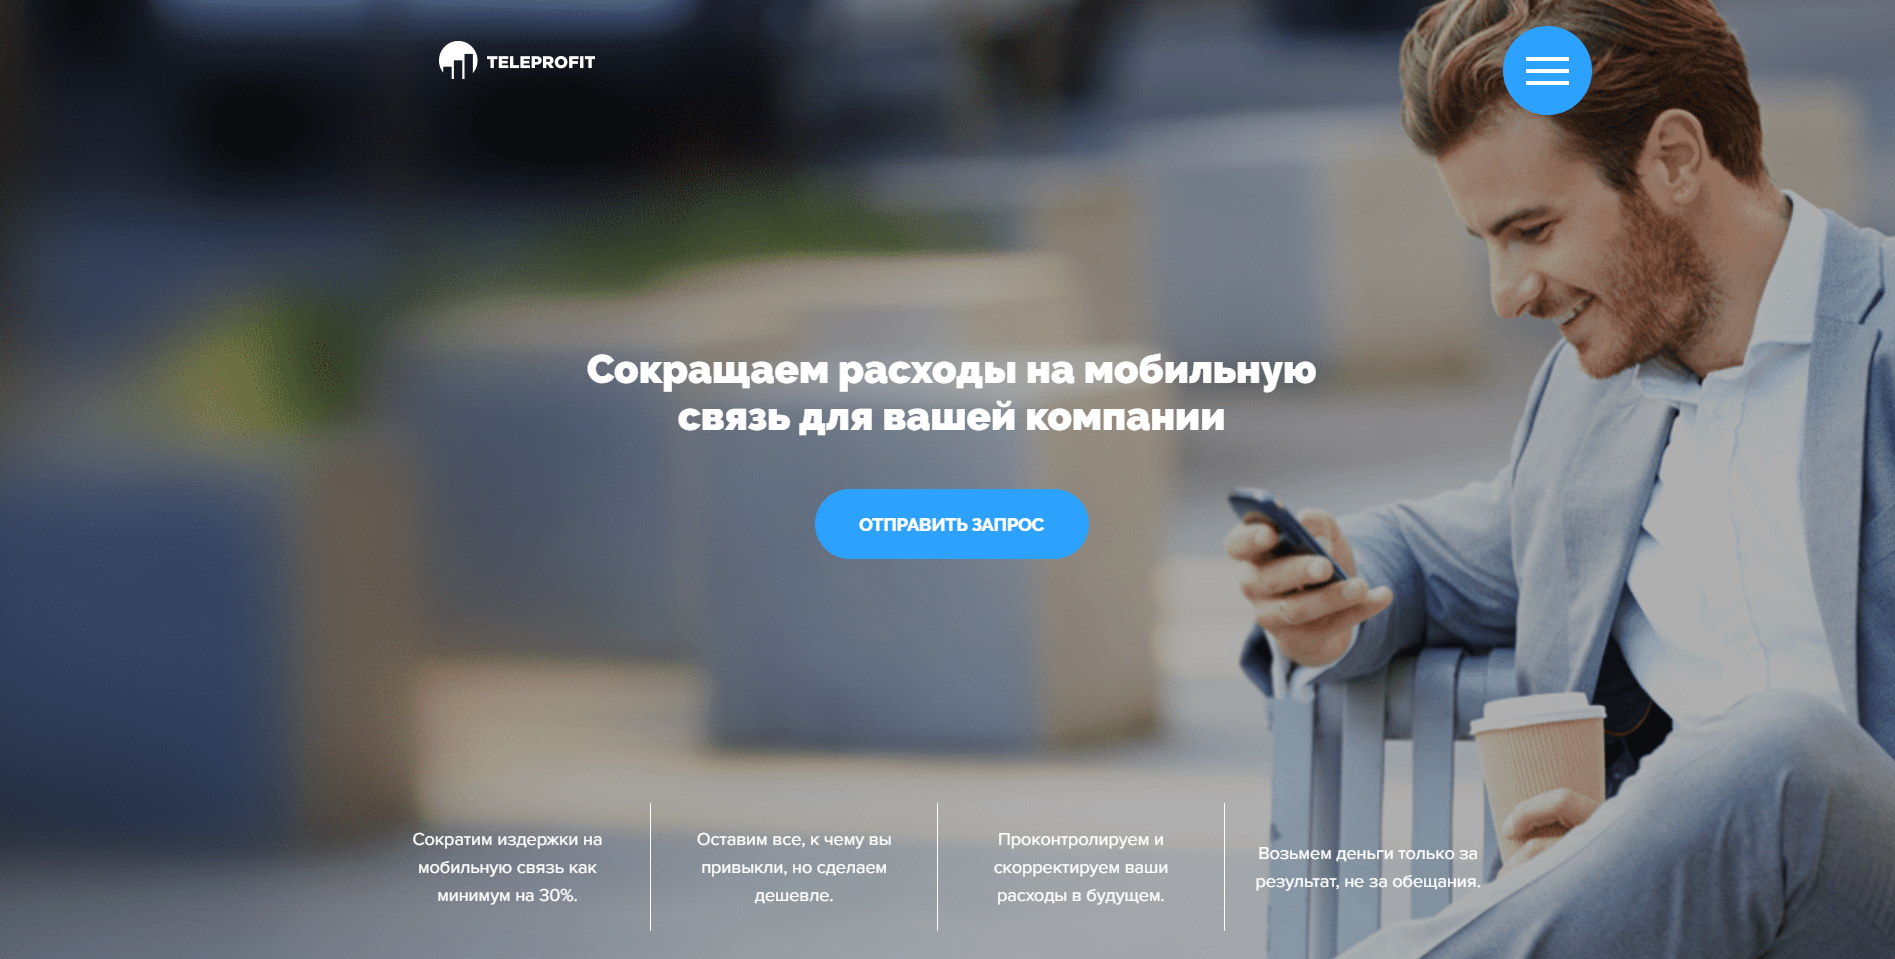 TELEPROFIT
Сокращаем расходы на мобильную
связь для вашей компании
ОТПРАВИТЬ ЗАПРОС
Сократим издержки на
мобильную связь как
минимум на 30%.
Оставим все, к чему вы
привыкли, но сделаем
дешевле.
Проконтролируем и
скорректируем ваши
расходы в будущем.
Возьмем деньги только за
результат, не за обещания.